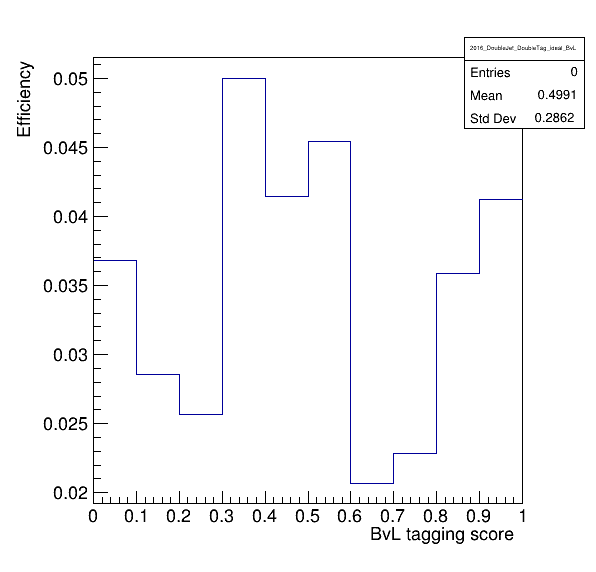 2016_DoubleJet_DoubleTag_ideal_BvL
Entries 0
Mean 0.4991
Std Dev 0.2862
Efficiency
0.05
0.045
0.04
0.035
0.03
0.025
0.02
0 0.1 0.2 0.3 0.4 0.5 0.6 0.7 0.8 0.9 1
BvL tagging score